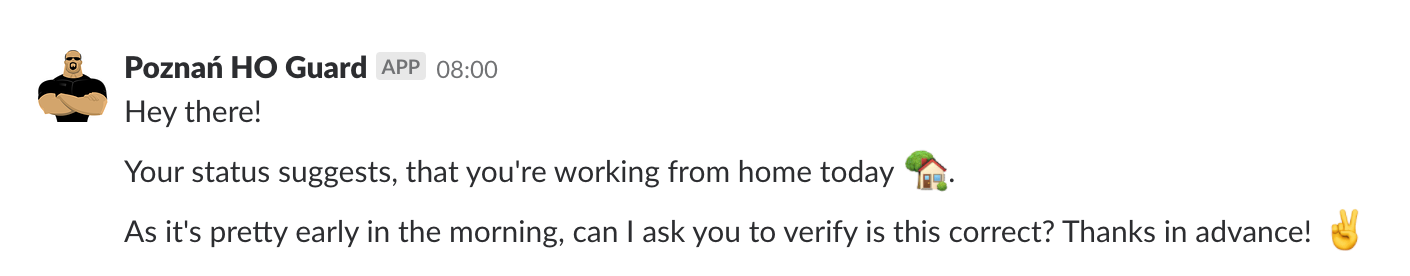 Poznań HO Guard APP 08:00
Hey there!
Your status suggests, that you're working from home today 🏡.
As it's pretty early in the morning, can I ask you to verify is this correct? Thanks in advance! ✌️